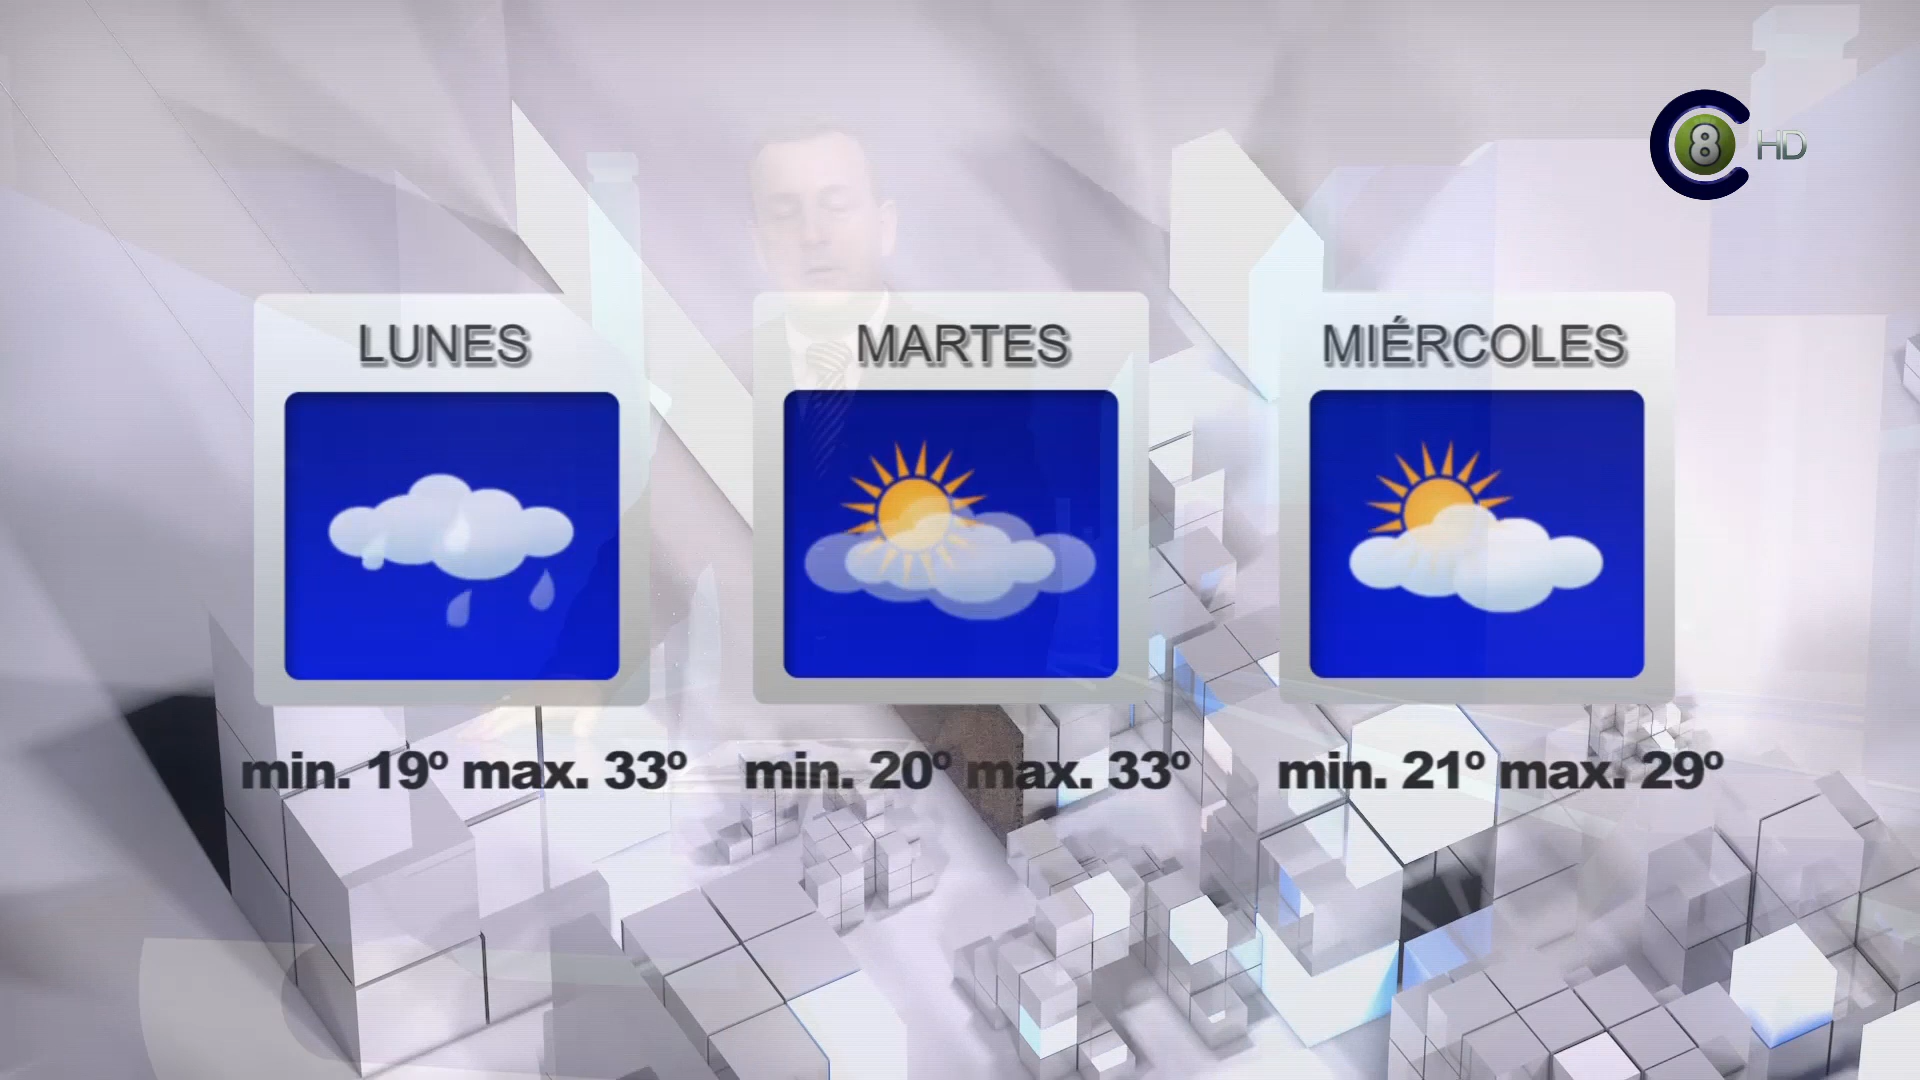 8 HD
LUNES
MARTES
MIÉRCOLES
min. 19º max. 33º
min. 20º max. 33º
min. 21º max. 29º